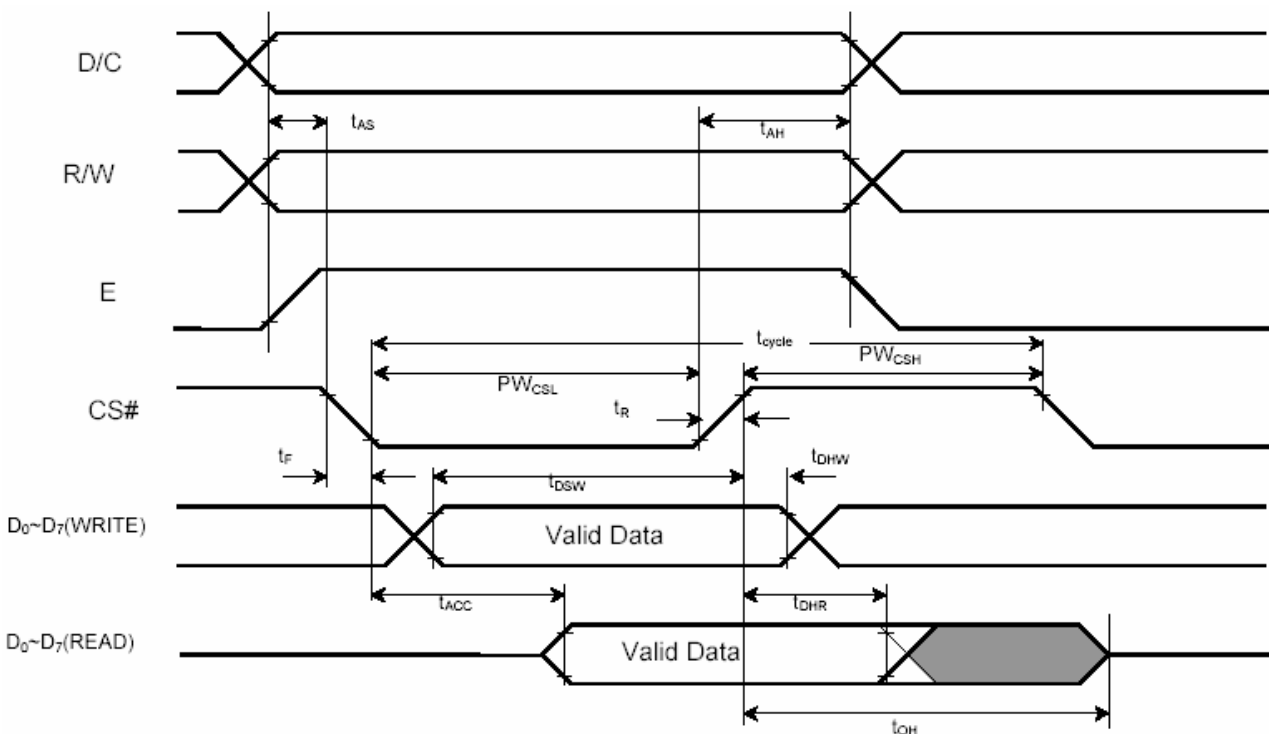 D/C
tAS
tAH
R/W
E
tcycle
PWCSH
PWCSL
CS#
tR
tF
tDSW
tDHW
D0~D7(WRITE)
Valid Data
tACC
tDHR
D0~D7(READ)
Valid Data
tOH